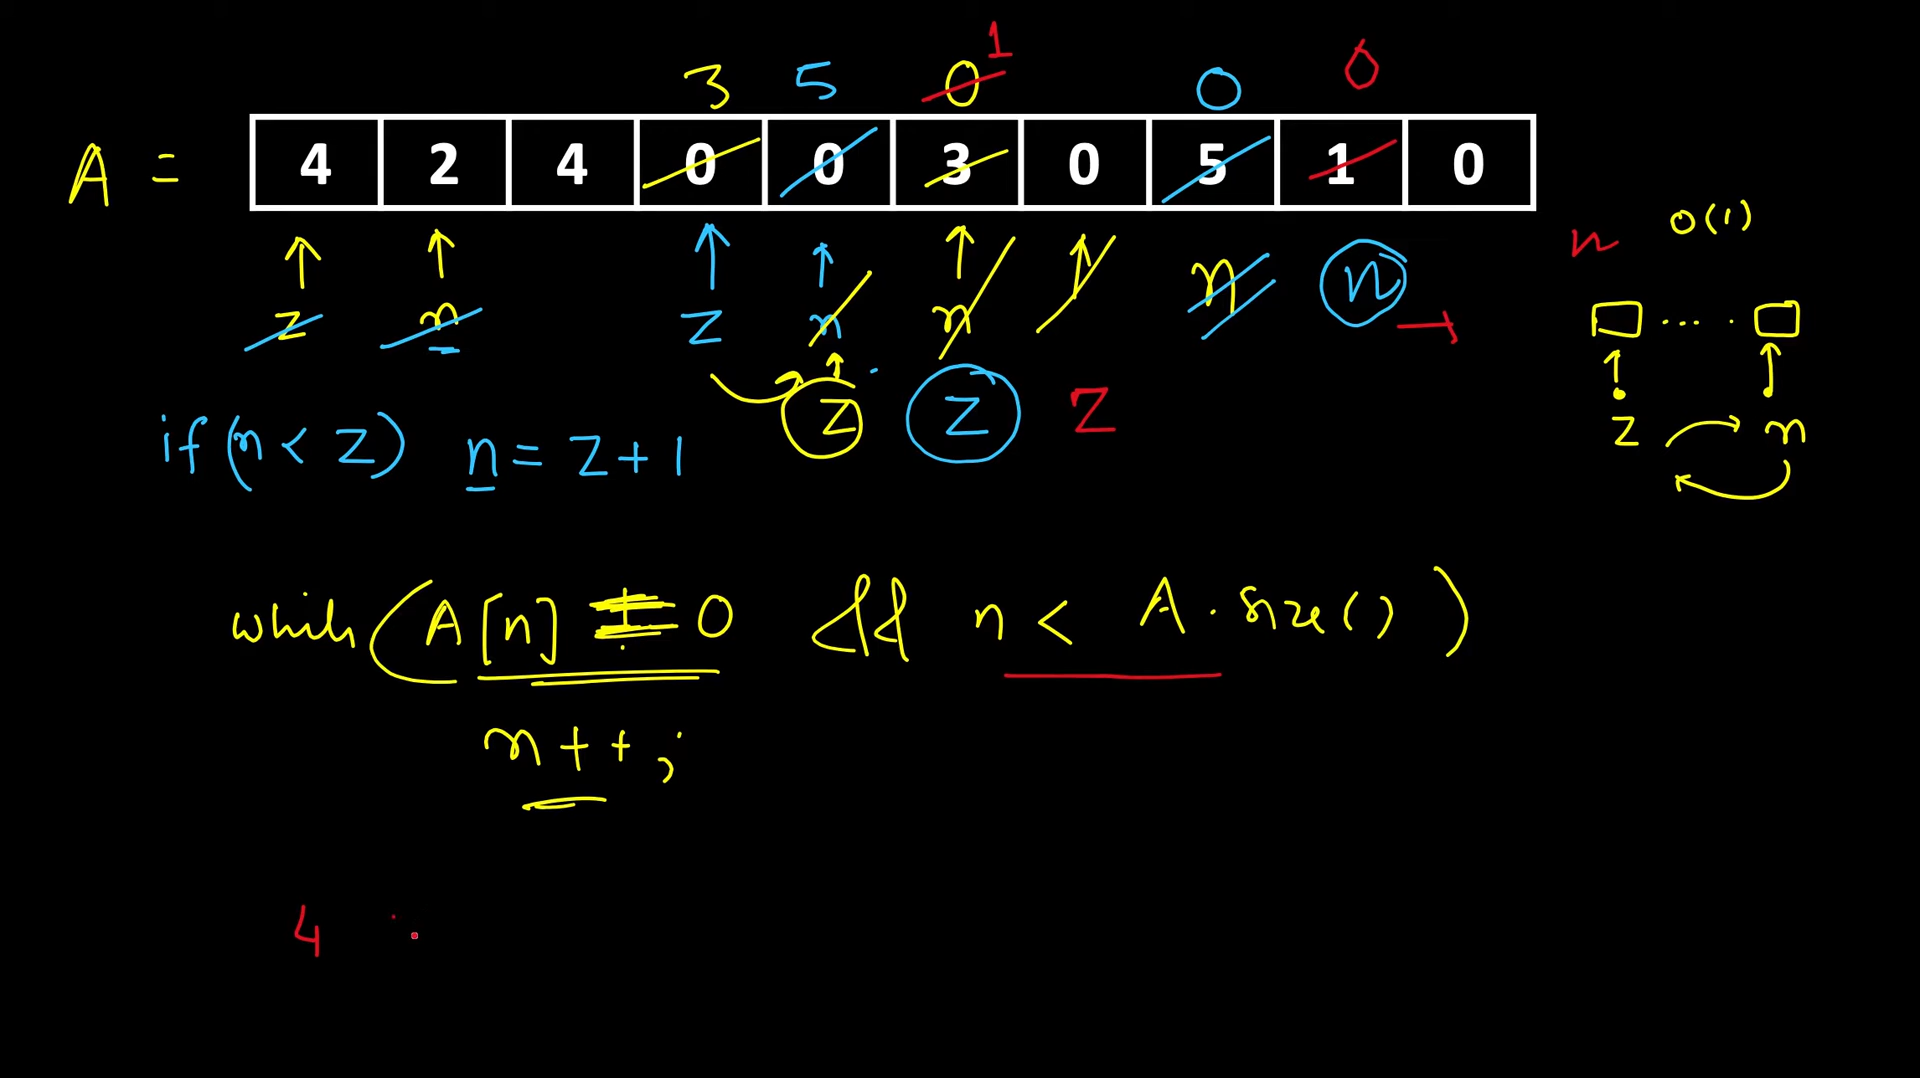 3 5 0 1 0 0
A = 4 2 4 0 0 3 0 5 1 0
n O(1)
z n z n n n n
z z z z n
if (n < z) n = z + 1
while (A[n] == 0 && n < A.size())
n++;
4